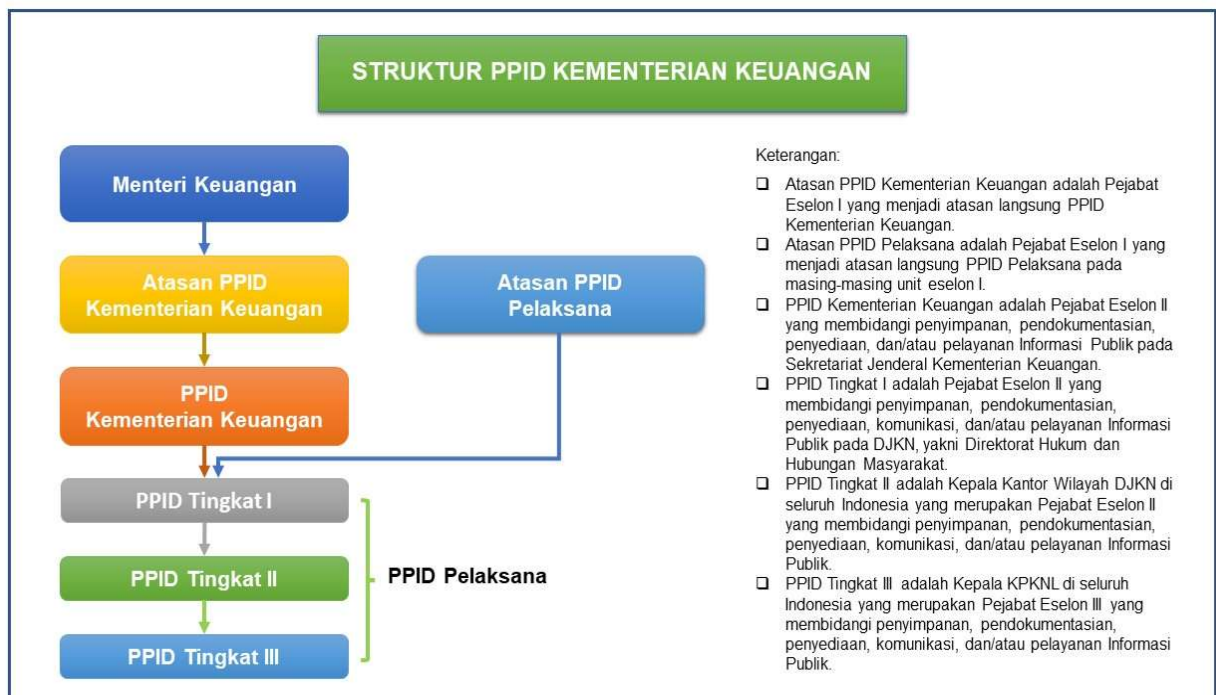 STRUKTUR PPID KEMENTERIAN KEUANGAN
Menteri Keuangan
Atasan PPID
Kementerian Keuangan
Atasan PPID
Pelaksana
PPID
Kementerian Keuangan
PPID Tingkat I
PPID Tingkat II
PPID Tingkat III
PPID Pelaksana
Keterangan:
❑ Atasan PPID Kementerian Keuangan adalah Pejabat
Eselon I yang menjadi atasan langsung PPID
Kementerian Keuangan.
❑ Atasan PPID Pelaksana adalah Pejabat Eselon I yang
menjadi atasan langsung PPID Pelaksana pada
masing-masing unit eselon I.
❑ PPID Kementerian Keuangan adalah Pejabat Eselon II
yang membidangi penyimpanan, pendokumentasian,
penyediaan, dan/atau pelayanan Informasi Publik pada
Sekretariat Jenderal Kementerian Keuangan.
❑ PPID Tingkat I adalah Pejabat Eselon II yang
membidangi penyimpanan, pendokumentasian,
penyediaan, komunikasi, dan/atau pelayanan Informasi
Publik pada DJKN, yakni Direktorat Hukum dan
Hubungan Masyarakat.
❑ PPID Tingkat II adalah Kepala Kantor Wilayah DJKN di
seluruh Indonesia yang merupakan Pejabat Eselon II
yang membidangi penyimpanan, pendokumentasian,
penyediaan, komunikasi, dan/atau pelayanan Informasi
Publik.
❑ PPID Tingkat III adalah Kepala KPKNL di seluruh
Indonesia yang merupakan Pejabat Eselon III yang
membidangi penyimpanan, pendokumentasian,
penyediaan, komunikasi, dan/atau pelayanan Informasi
Publik.